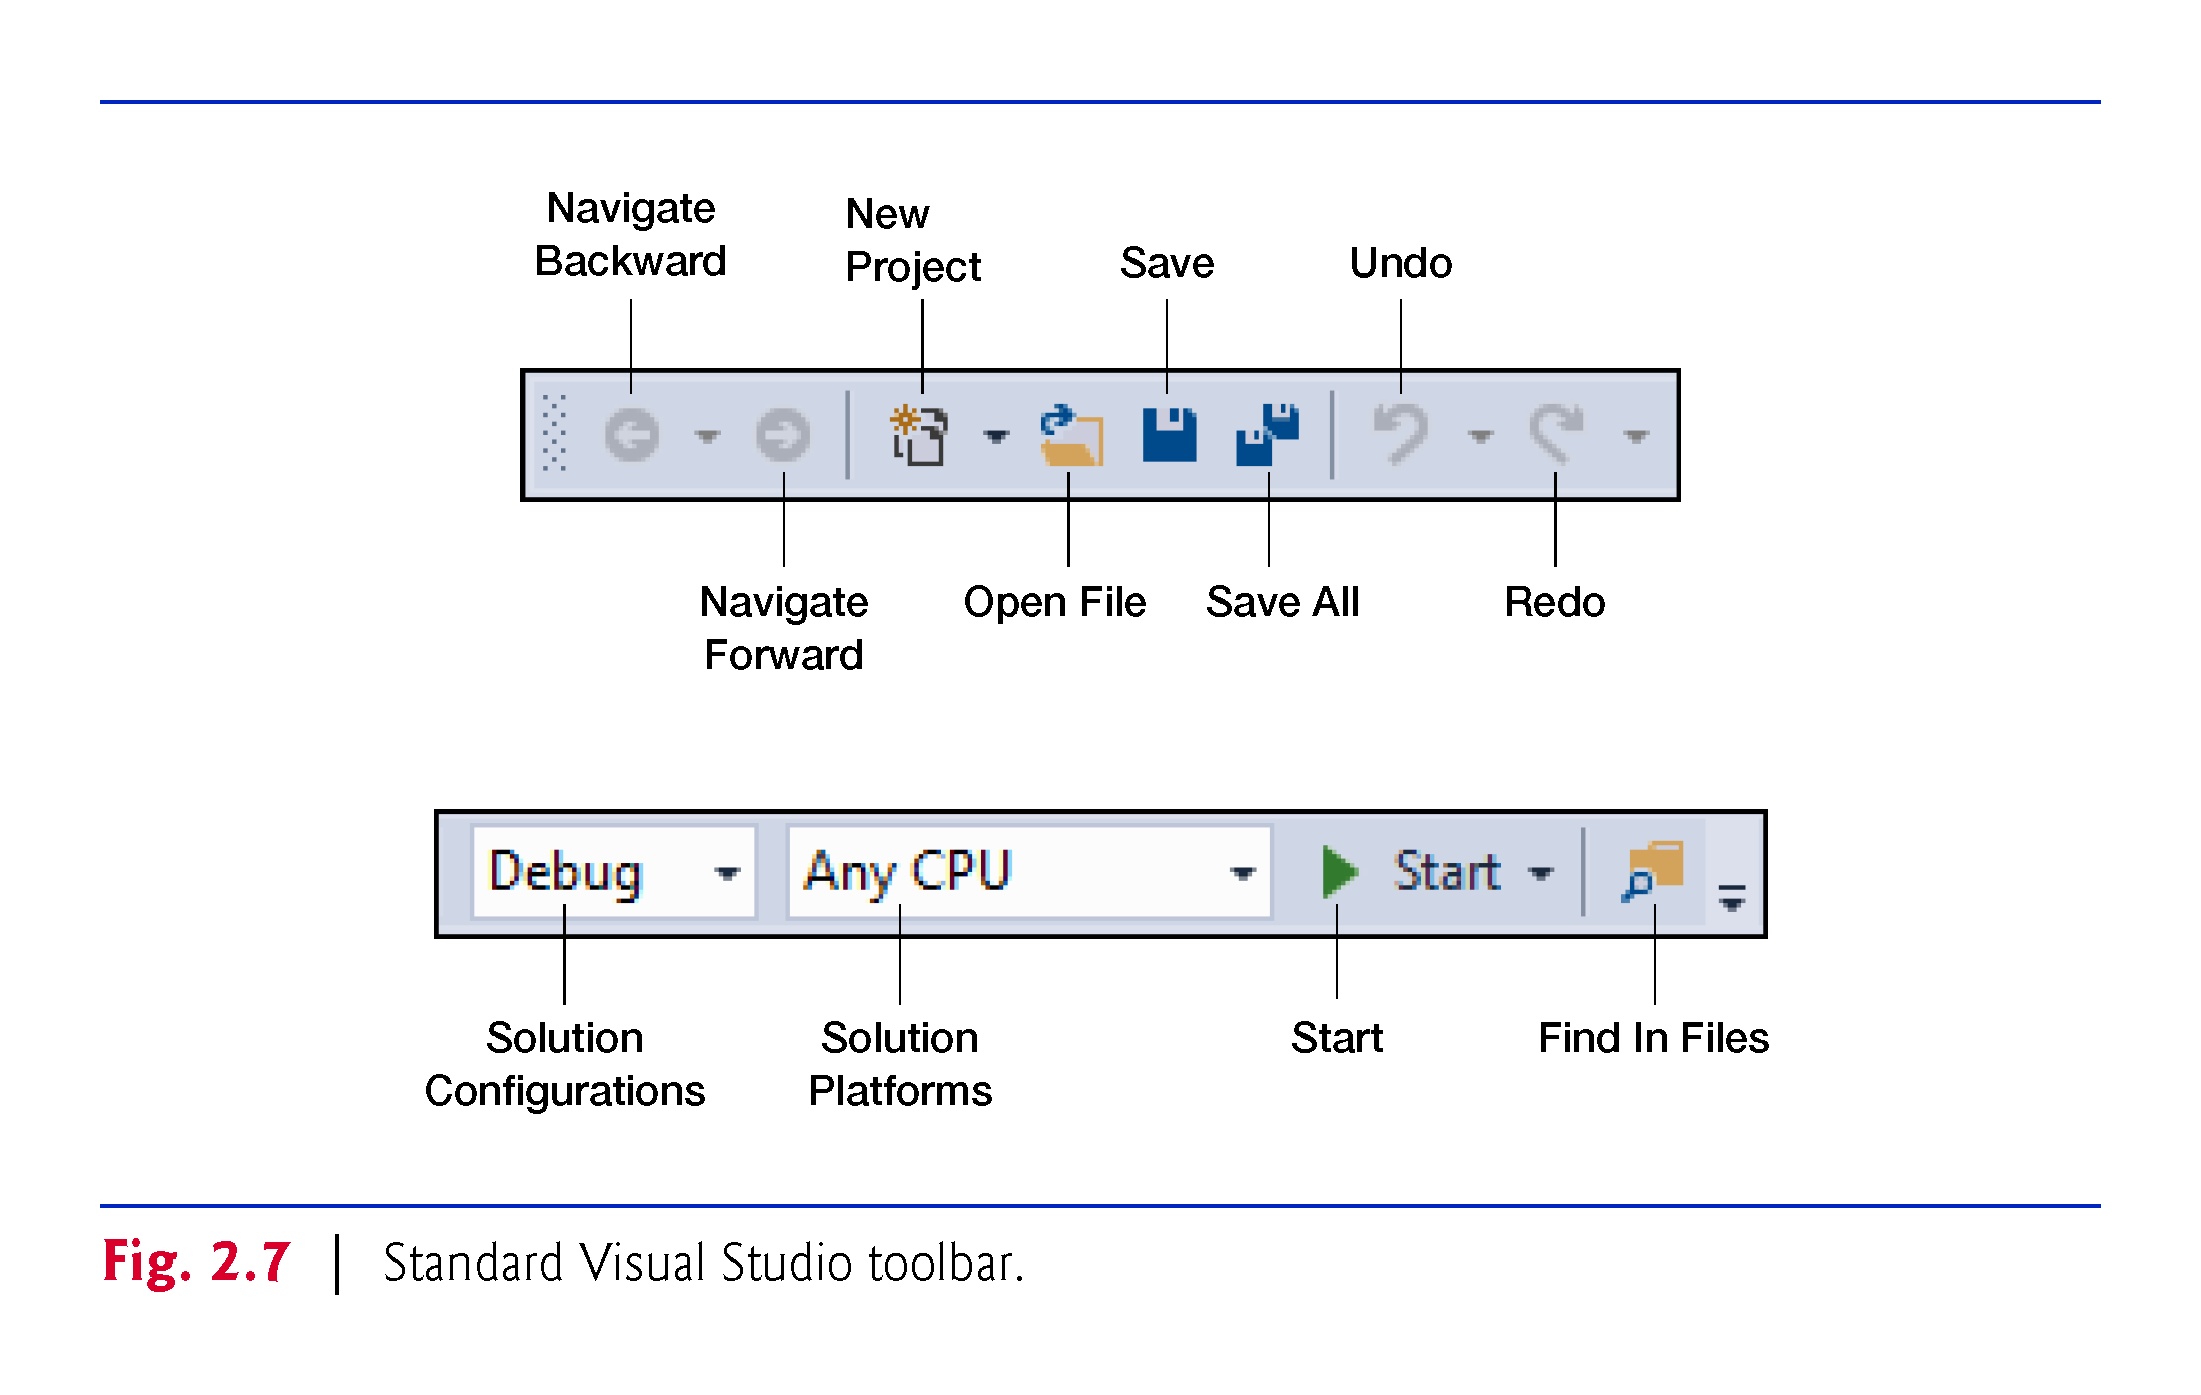 Navigate
Backward
New
Project
Save
Undo
Navigate
Forward
Open File
Save All
Redo
Debug
Any CPU
Start
Solution
Configurations
Solution
Platforms
Start
Find In Files
Fig. 2.7 | Standard Visual Studio toolbar.